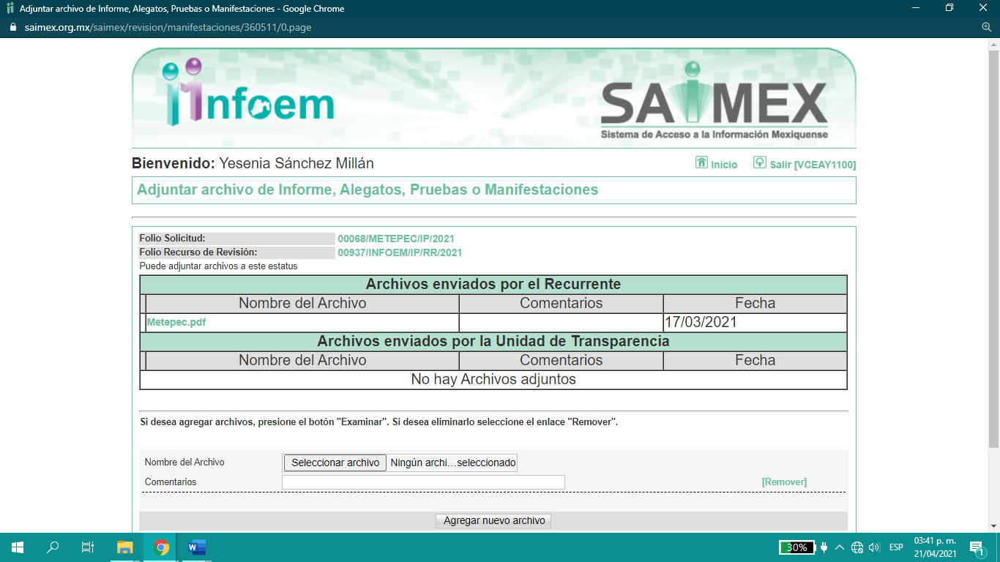 Adjuntar archivo de Informe, Alegatos, Pruebas o Manifestaciones - Google Chrome
saimex.org.mx/saimex/revision/manifestaciones/360511/0.page
infoem
SAIMEX
Sistema de Acceso a la Información Mexiquense
Bienvenido: Yesenia Sánchez Millán
Inicio Salir [VCEAY1100]
Adjuntar archivo de Informe, Alegatos, Pruebas o Manifestaciones
Folio Solicitud: 00068/METEPEC/IP/2021
Folio Recurso de Revisión: 00937/INFOEM/IP/RR/2021
Puede adjuntar archivos a este estatus
Archivos enviados por el Recurrente
Nombre del Archivo Comentarios Fecha
Metepec.pdf 17/03/2021
Archivos enviados por la Unidad de Transparencia
Nombre del Archivo Comentarios Fecha
No hay Archivos adjuntos
Si desea agregar archivos, presione el botón "Examinar". Si desea eliminarlo seleccione el enlace "Remover".
Nombre del Archivo Seleccionar archivo Ningún archi...seleccionado
Comentarios [Remover]
Agregar nuevo archivo
30% ESP 03:41 p. m.
21/04/2021
1